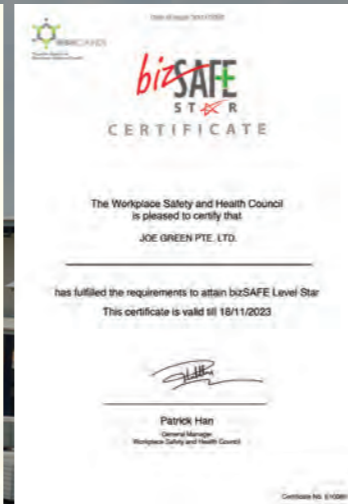 bizSAFE
STAR
CERTIFICATE
The Workplace Safety and Health Council
is pleased to certify that
JOE GREEN PTE. LTD.
has fulfilled the requirements to attain bizSAFE Level Star
This certificate is valid till 18/11/2023
Patrick Han
General Manager
Workplace Safety and Health Council
Certificate No.